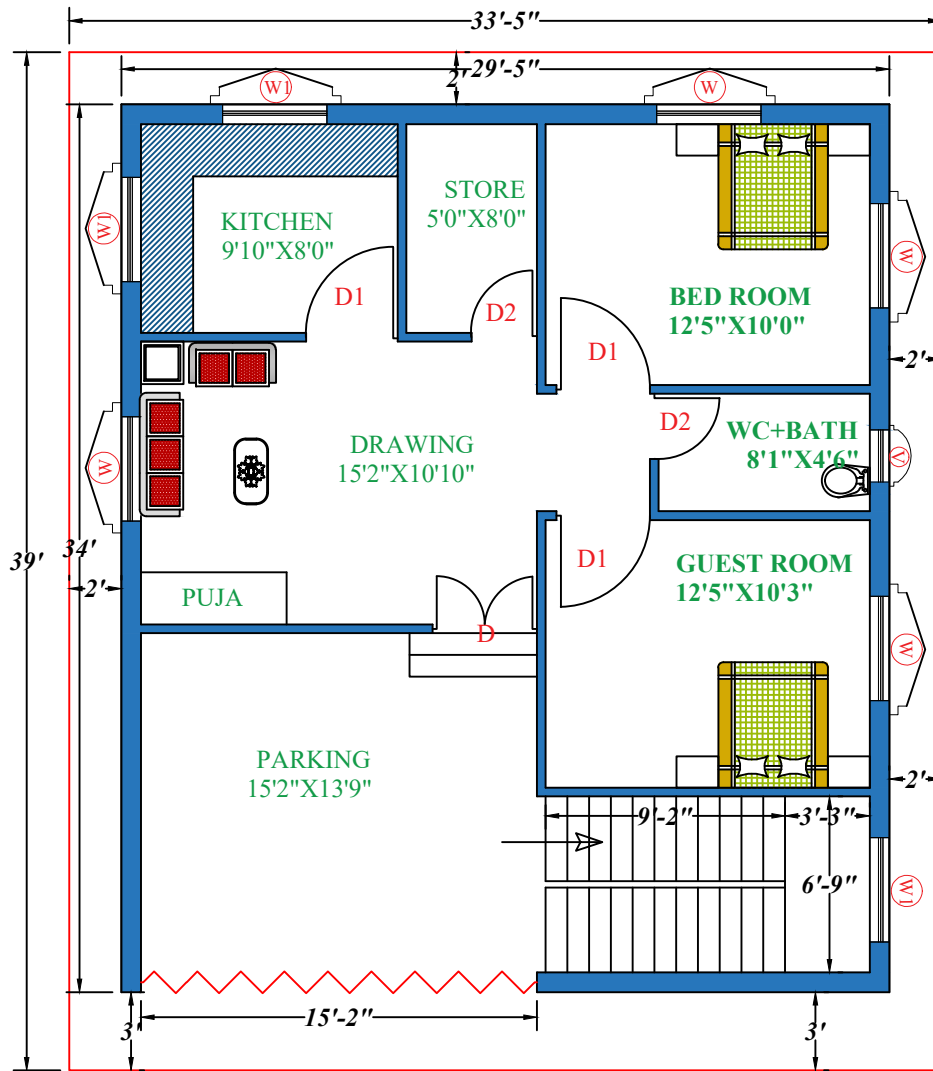 33'-5"
29'-5"
2'
W1
W
KITCHEN
9'10"X8'0"
STORE
5'0"X8'0"
W1
W
BED ROOM
12'5"X10'0"
D1
D2
D1
2'
DRAWING
15'2"X10'10"
D2
WC+BATH
8'1"X4'6"
W
V
39'
34'
2'
D1
GUEST ROOM
12'5"X10'3"
PUJA
D
W
PARKING
15'2"X13'9"
2'
9'-2"
3'-3"
6'-9"
W1
15'-2"
3'
3'